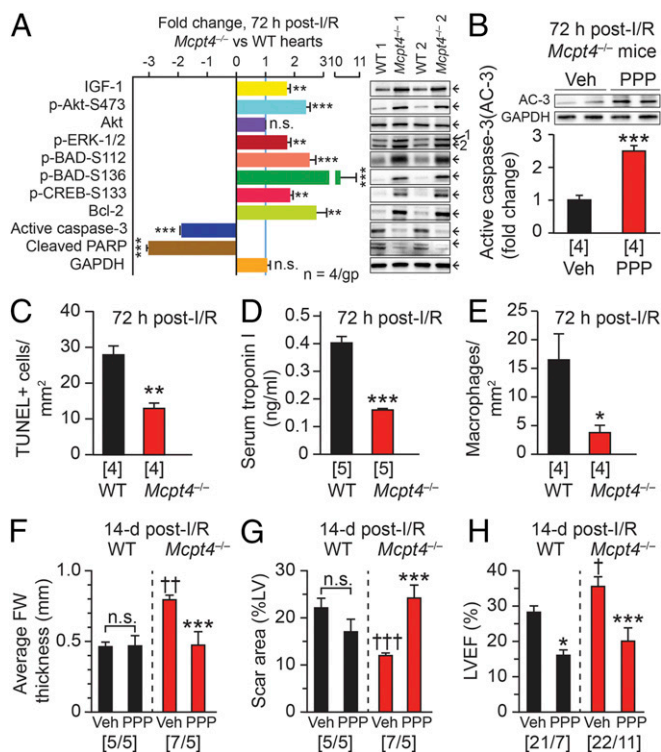 A
Fold change, 72 h post-I/R
Mcpt4–/– vs WT hearts
-3 -2 -1 0 1 2 3 10 11
IGF-1 **
p-Akt-S473 ***
Akt n.s.
p-ERK-1/2 **
p-BAD-S112 ***
p-BAD-S136 ***
p-CREB-S133 **
Bcl-2 **
Active caspase-3 ***
Cleaved PARP ***
GAPDH n.s.
n = 4/gp
WT 1
Mcpt4–/– 1
WT 2
Mcpt4–/– 2
1
2
B
72 h post-I/R
Mcpt4–/– mice
Veh PPP
AC-3
GAPDH
Active caspase-3(AC-3)
(fold change)
4
3
2
1
0
***
[4] [4]
Veh PPP
C
72 h post-I/R
TUNEL+ cells/
mm2
40
30
20
10
0
**
[4] [4]
WT Mcpt4–/–
D
72 h post-I/R
Serum troponin I
(ng/ml)
0.6
0.4
0.2
0
***
[5] [5]
WT Mcpt4–/–
E
72 h post-I/R
Macrophages/
mm2
25
20
15
10
5
0
*
[4] [4]
WT Mcpt4–/–
F
14-d post-I/R
WT Mcpt4–/–
Average FW
thickness (mm)
1.0
0.5
0.0
n.s.
††
***
Veh PPP Veh PPP
[5/5] [7/5]
G
14-d post-I/R
WT Mcpt4–/–
Scar area (%LV)
30
20
10
0
n.s.
†††
***
Veh PPP Veh PPP
[5/5] [7/5]
H
14-d post-I/R
WT Mcpt4–/–
LVEF (%)
40
30
20
10
0
*
†
***
Veh PPP Veh PPP
[21/7] [22/11]